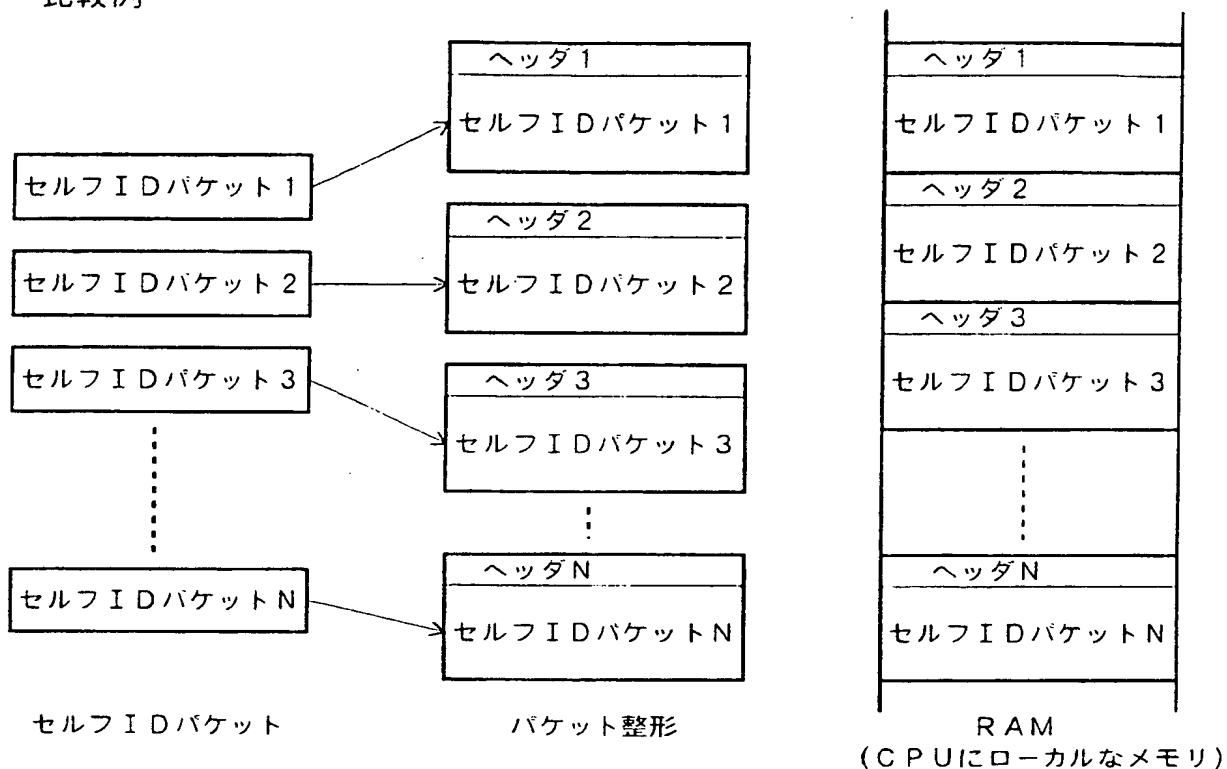 比較例
セルフIDパケット1
セルフIDパケット2
セルフIDパケット3
セルフIDパケットN
セルフIDパケット
ヘッダ1
セルフIDパケット1
ヘッダ2
セルフIDパケット2
ヘッダ3
セルフIDパケット3
ヘッダN
セルフIDパケットN
パケット整形
ヘッダ1
セルフIDパケット1
ヘッダ2
セルフIDパケット2
ヘッダ3
セルフIDパケット3
ヘッダN
セルフIDパケットN
RAM
(CPUにローカルなメモリ)